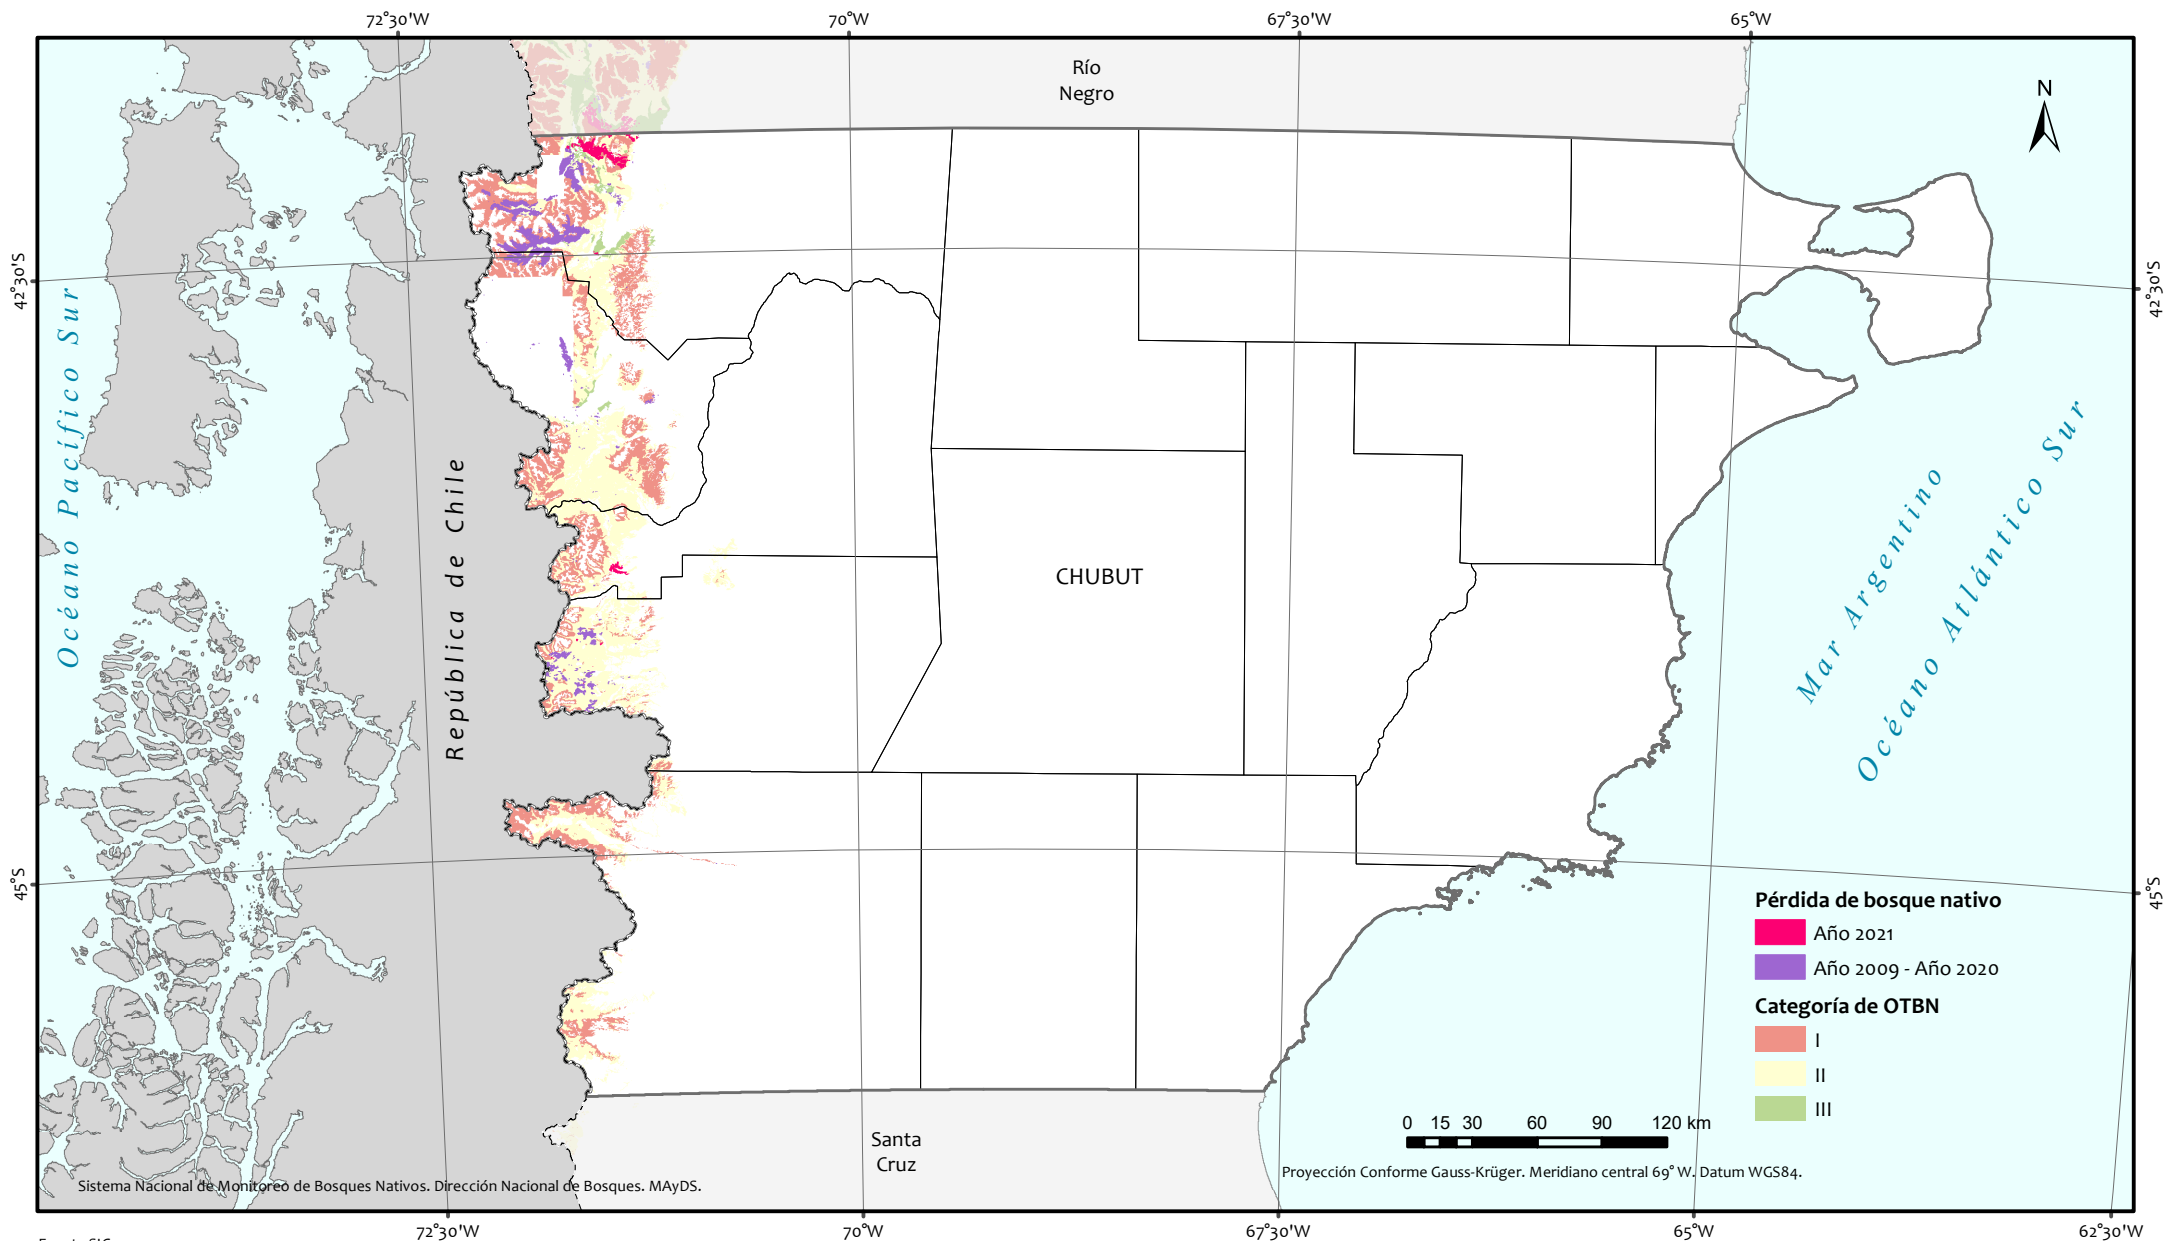 72°30'W
70°W
67°30'W
65°W
Río
Negro
N
42°30'S
42°30'S
Océano Pacífico Sur
República de Chile
CHUBUT
Mar Argentino
Océano Atlántico Sur
45°S
45°S
Pérdida de bosque nativo
Año 2021
Año 2009 - Año 2020
Categoría de OTBN
I
II
III
0 15 30 60 90 120 km
Santa
Cruz
Proyección Conforme Gauss-Krüger. Meridiano central 69° W. Datum WGS84.
Sistema Nacional de Monitoreo de Bosques Nativos. Dirección Nacional de Bosques. MAyDS.
72°30'W
70°W
67°30'W
65°W
62°30'W